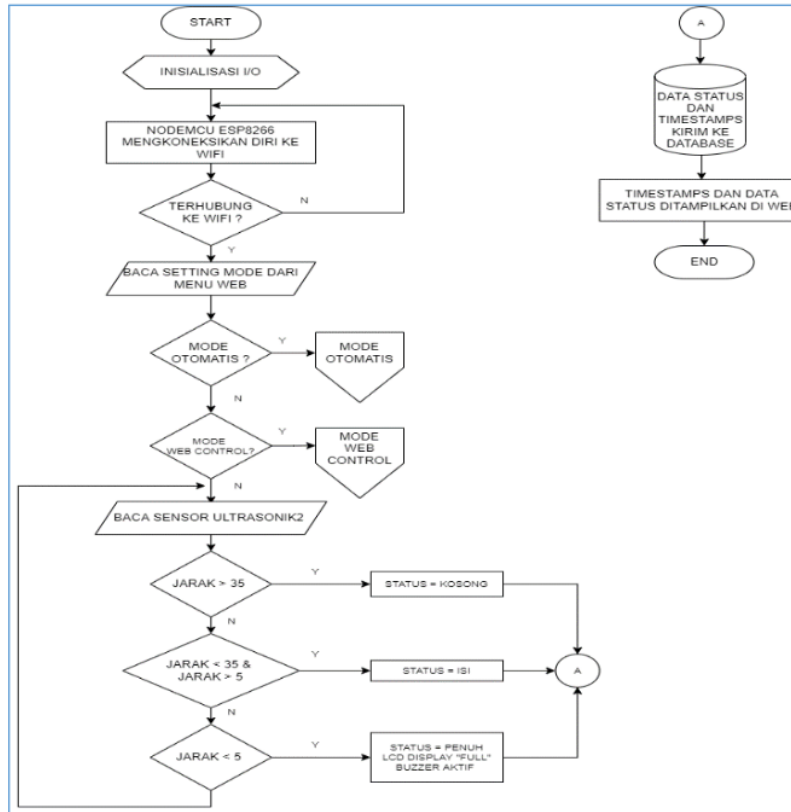 START
INISIALISASI I/O
NODEMCU ESP8266
MENGKONEKSIKAN DIRI KE
WIFI
TERHUBUNG
KE WIFI ?
N
Y
BACA SETTING MODE DARI
MENU WEB
MODE
OTOMATIS ?
Y
MODE
OTOMATIS
N
MODE
WEB CONTROL?
Y
MODE
WEB
CONTROL
N
BACA SENSOR ULTRASONIK2
JARAK > 35
Y
STATUS = KOSONG
N
JARAK < 35 &
JARAK > 5
Y
STATUS = ISI
A
N
JARAK < 5
Y
STATUS = PENUH
LCD DISPLAY "FULL"
BUZZER AKTIF
A
DATA STATUS
DAN
TIMESTAMPS
KIRIM KE
DATABASE
TIMESTAMPS DAN DATA
STATUS DITAMPILKAN DI WEB
END